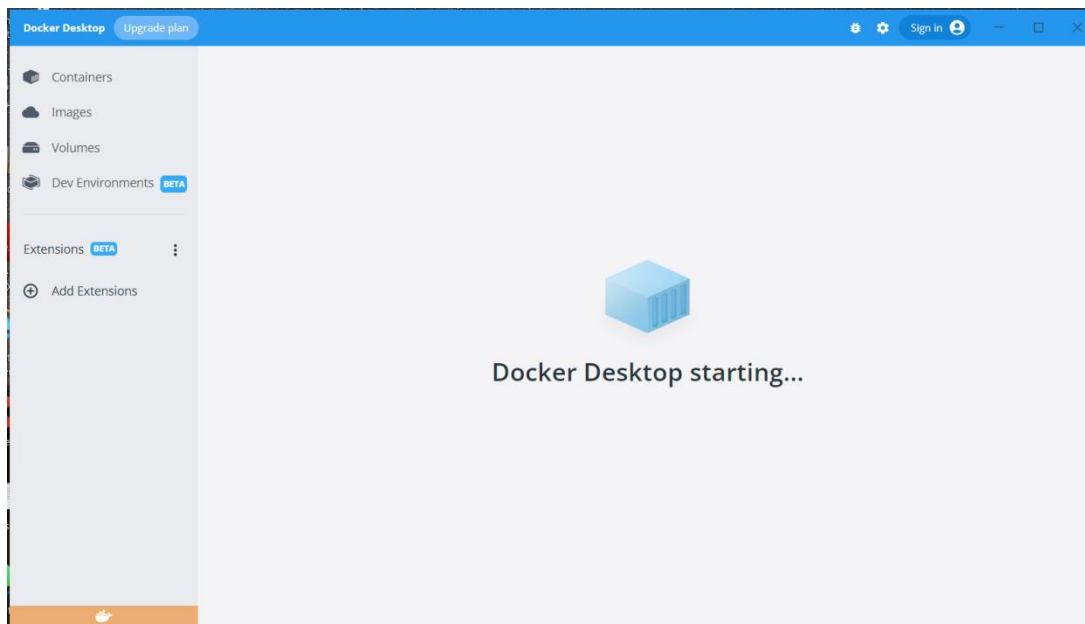 Docker Desktop Upgrade plan Sign in
Containers
Images
Volumes
Dev Environments BETA
Extensions BETA
Add Extensions
Docker Desktop starting...